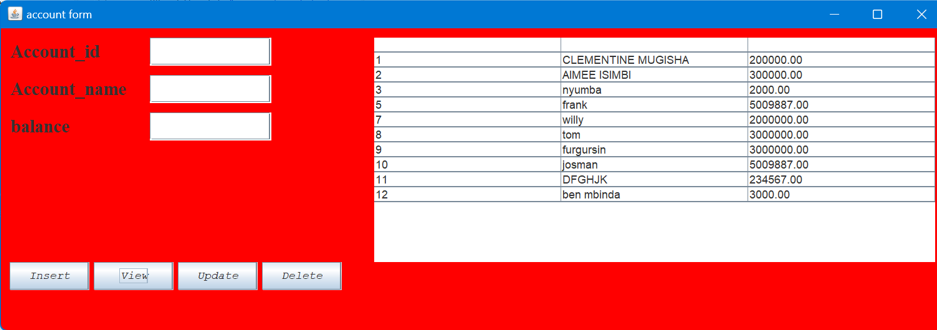 account form
Account_id
Account_name
balance
1 CLEMENTINE MUGISHA 200000.00
2 AIMEE ISIMBI 300000.00
3 nyumba 2000.00
5 frank 5009887.00
7 willy 2000000.00
8 tom 3000000.00
9 furgursin 3000000.00
10 josman 5009887.00
11 DFGHJK 234567.00
12 ben mbinda 3000.00
Insert View Update Delete